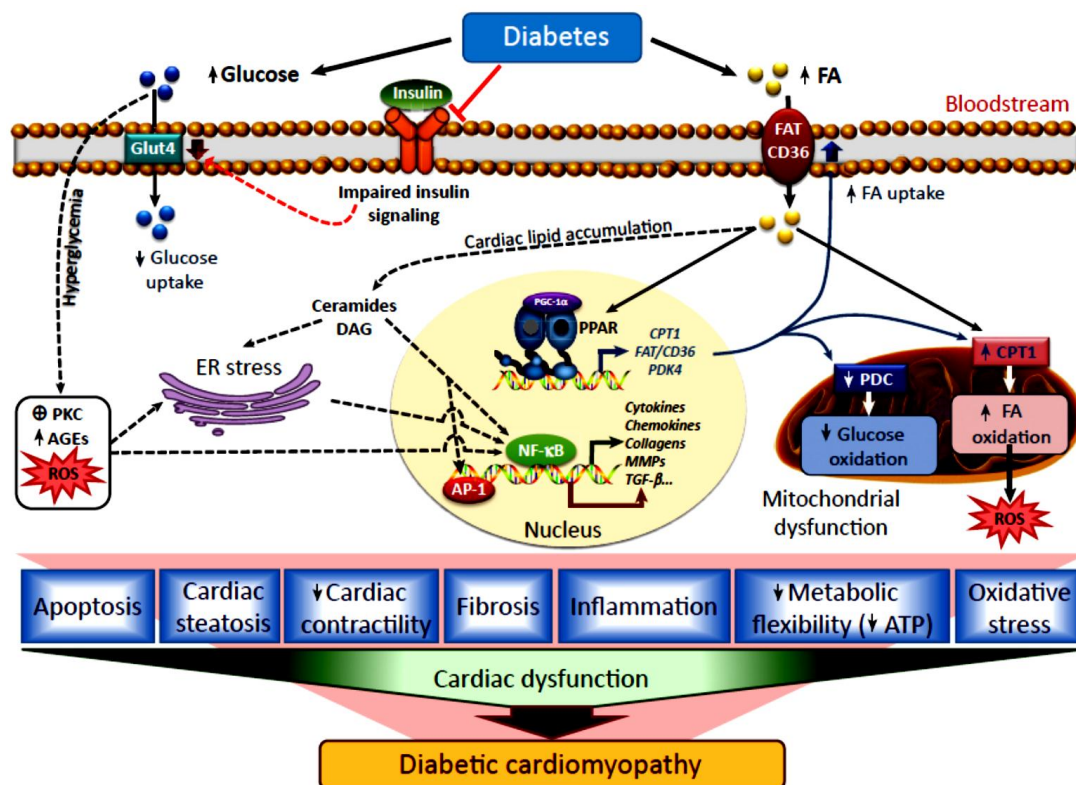 Diabetes
↑Glucose
Insulin
↑ FA
Bloodstream
Glut4
FAT
CD36
Impaired insulin
signaling
↑ FA uptake
Hyperglycemia
↓ Glucose
uptake
Cardiac lipid accumulation
Ceramides
DAG
PGC-1α
PPAR
CPT1
FAT/CD36
PDK4
ER stress
↑ CPT1
↓ PDC
↑ FA
oxidation
↓ Glucose
oxidation
⊕ PKC
↑ AGEs
ROS
Cytokines
Chemokines
Collagens
MMPs
TGF-β...
NF-κB
AP-1
Nucleus
Mitochondrial
dysfunction
ROS
Apoptosis
Cardiac
steatosis
↓Cardiac
contractility
Fibrosis
Inflammation
↓Metabolic
flexibility (↓ ATP)
Oxidative
stress
Cardiac dysfunction
Diabetic cardiomyopathy